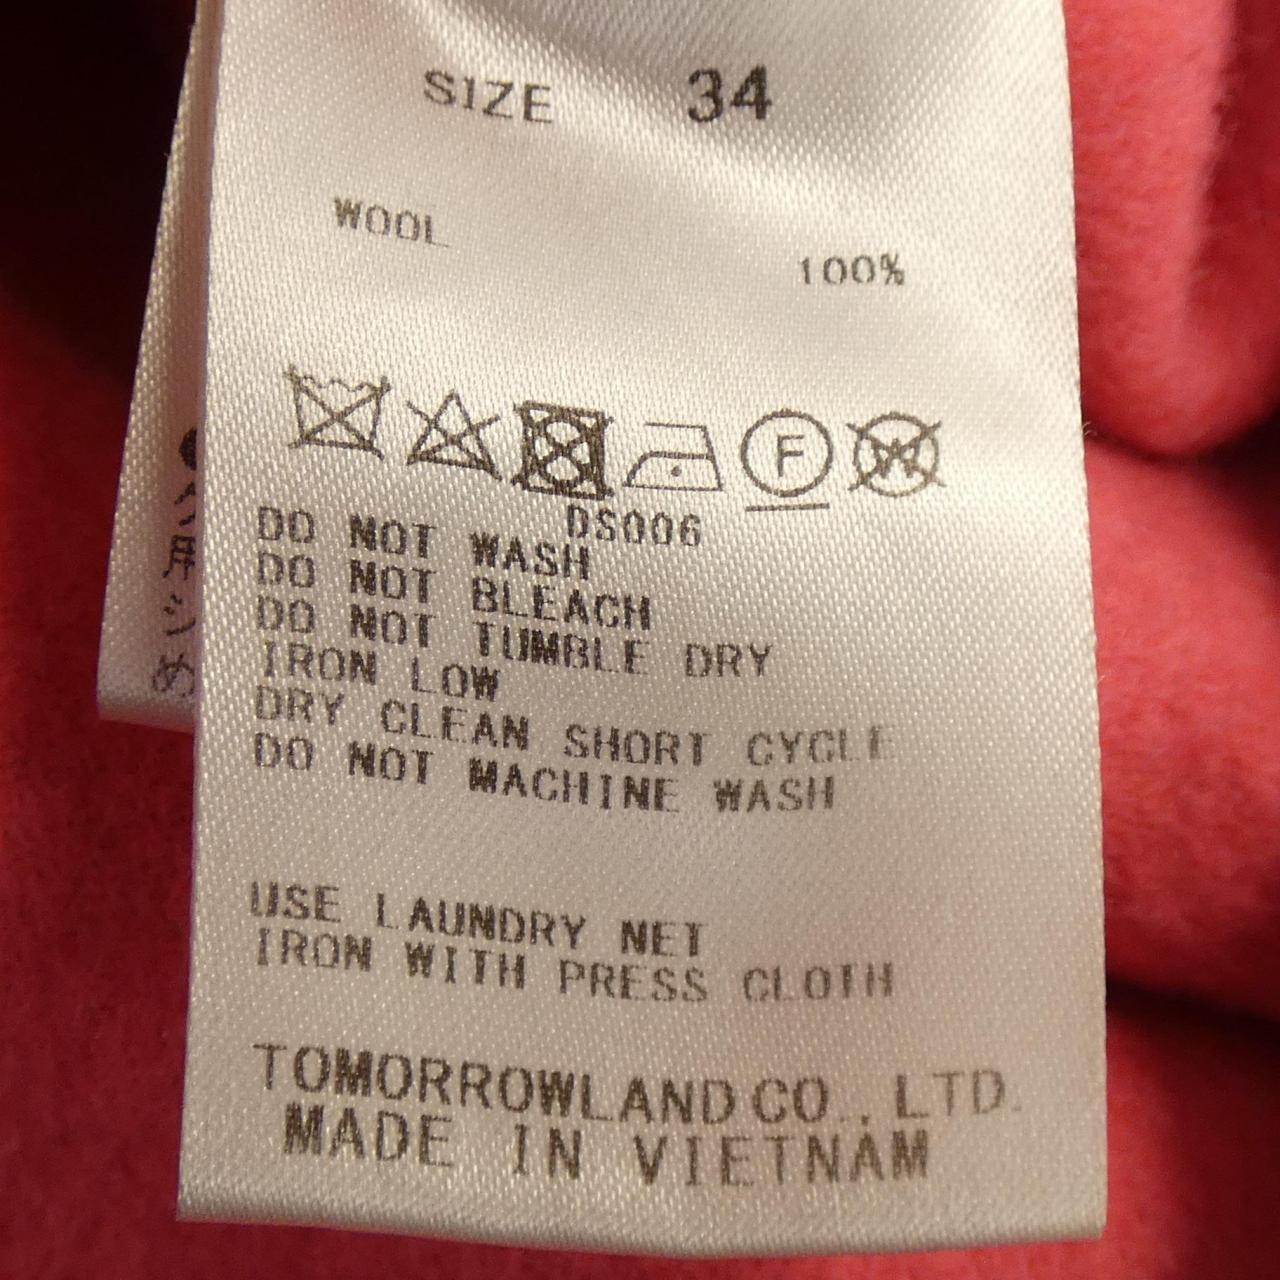 SIZE 34
WOOL
100%
F W
DS006
DO NOT WASH
DO NOT BLEACH
DO NOT TUMBLE DRY
IRON LOW
DRY CLEAN SHORT CYCLE
DO NOT MACHINE WASH
USE LAUNDRY NET
IRON WITH PRESS CLOTH
TOMORROWLAND CO., LTD.
MADE IN VIETNAM